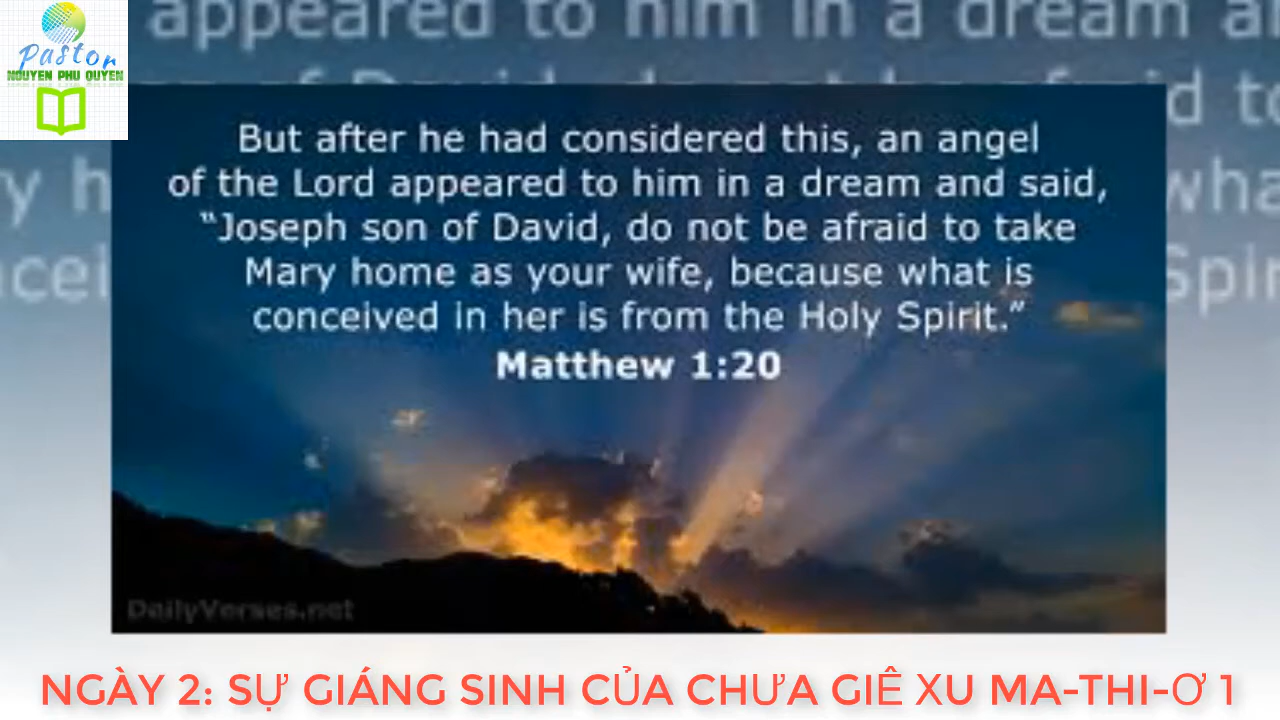 Pastor
NGUYEN PHU QUYEN
appeared to him in a dream
But after he had considered this, an angel
of the Lord appeared to him in a dream and said,
“Joseph son of David, do not be afraid to take
Mary home as your wife, because what is
conceived in her is from the Holy Spirit.”
Matthew 1:20
DailyVerses.net
NGÀY 2: SỰ GIÁNG SINH CỦA CHƯA GIÊ XU MA-THI-Ơ 1